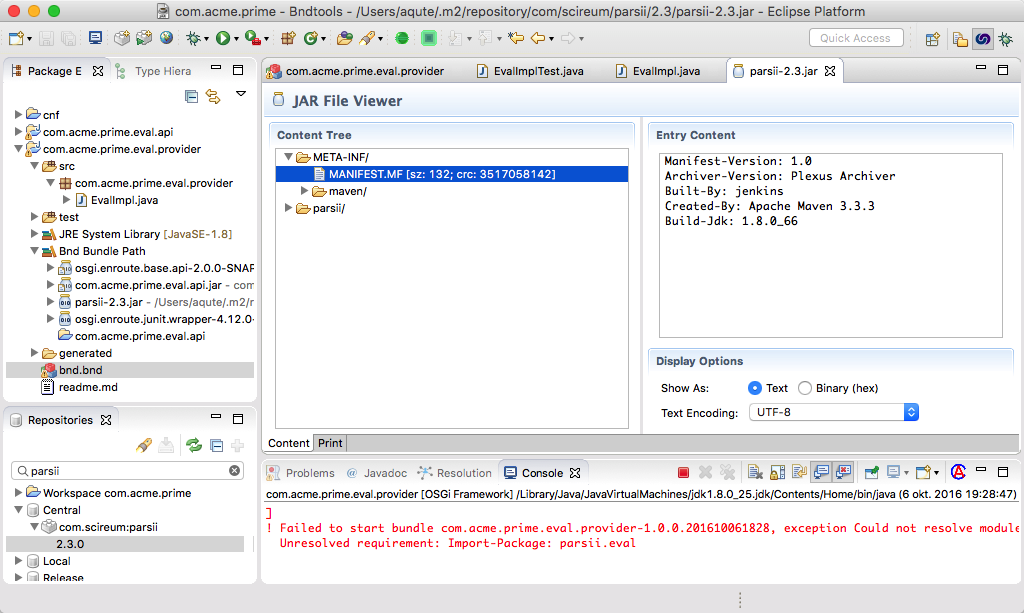 com.acme.prime - Bndtools - /Users/aqute/.m2/repository/com/scireum/parsii/2.3/parsii-2.3.jar - Eclipse Platform
Quick Access
Package E
Type Hiera
cnf
com.acme.prime.eval.api
com.acme.prime.eval.provider
src
com.acme.prime.eval.provider
EvalImpl.java
test
JRE System Library [JavaSE-1.8]
Bnd Bundle Path
osgi.enroute.base.api-2.0.0-SNAP
com.acme.prime.eval.api.jar - com
parsii-2.3.jar - /Users/aqute/.m2/r
osgi.enroute.junit.wrapper-4.12.0-
com.acme.prime.eval.api
generated
bnd.bnd
readme.md
Repositories
parsii
Workspace com.acme.prime
Central
com.scireum:parsii
2.3.0
Local
Release
com.acme.prime.eval.provider
EvalImplTest.java
EvalImpl.java
parsii-2.3.jar
JAR File Viewer
Content Tree
META-INF/
MANIFEST.MF [sz: 132; crc: 3517058142]
maven/
parsii/
Content
Print
Entry Content
Manifest-Version: 1.0
Archiver-Version: Plexus Archiver
Built-By: jenkins
Created-By: Apache Maven 3.3.3
Build-Jdk: 1.8.0_66
Display Options
Show As:
Text
Binary (hex)
Text Encoding:
UTF-8
Problems
@ Javadoc
Resolution
Console
com.acme.prime.eval.provider [OSGi Framework] /Library/Java/JavaVirtualMachines/jdk1.8.0_25.jdk/Contents/Home/bin/java (6 okt. 2016 19:28:47)
]
! Failed to start bundle com.acme.prime.eval.provider-1.0.0.201610061828, exception Could not resolve module
Unresolved requirement: Import-Package: parsii.eval